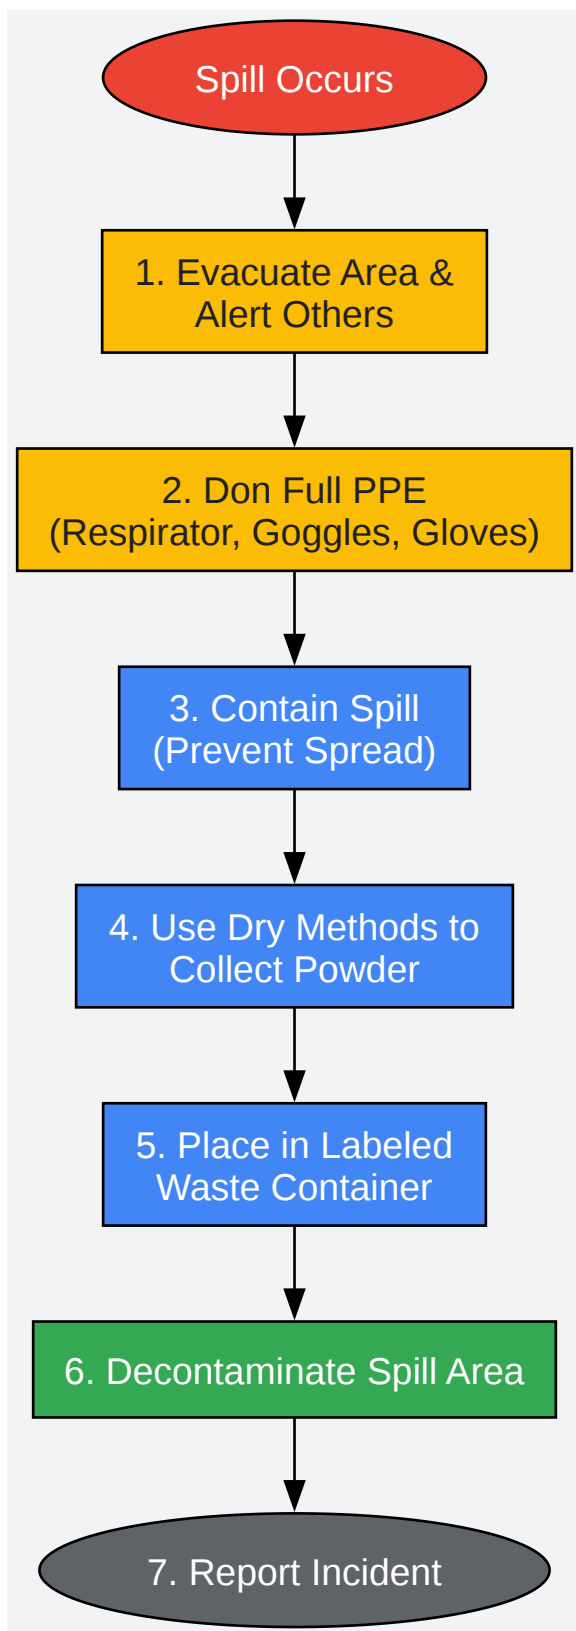 Spill Occurs
1. Evacuate Area &
Alert Others
2. Don Full PPE
(Respirator, Goggles, Gloves)
3. Contain Spill
(Prevent Spread)
4. Use Dry Methods to
Collect Powder
5. Place in Labeled
Waste Container
6. Decontaminate Spill Area
7. Report Incident